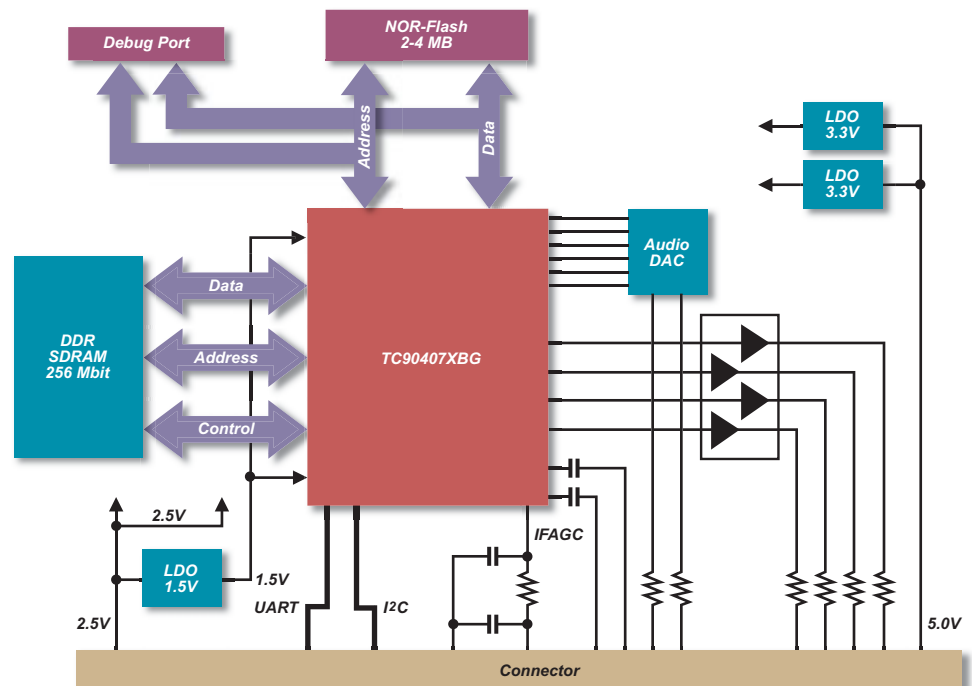 NOR-Flash
2-4 MB
Debug Port
LDO
3.3V
LDO
3.3V
Address
Data
Audio
DAC
DDR
SDRAM
256 Mbit
Data
Address
Control
TC90407XBG
2.5V
LDO
1.5V
1.5V
2.5V
UART
I²C
IFAGC
5.0V
Connector